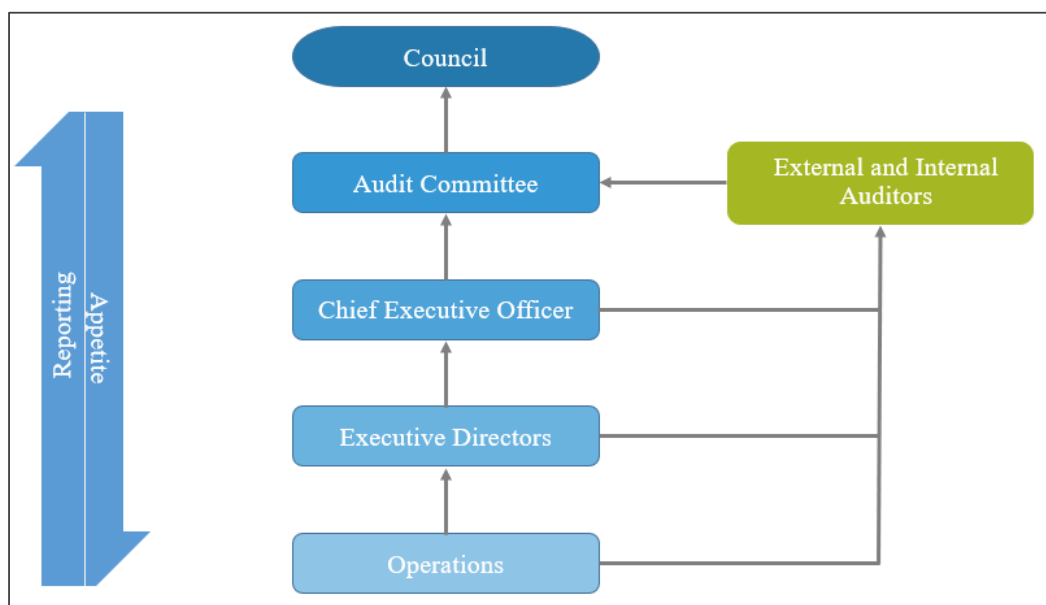 Council
Audit Committee
External and Internal
Auditors
Chief Executive Officer
Executive Directors
Operations
Reporting
Appetite